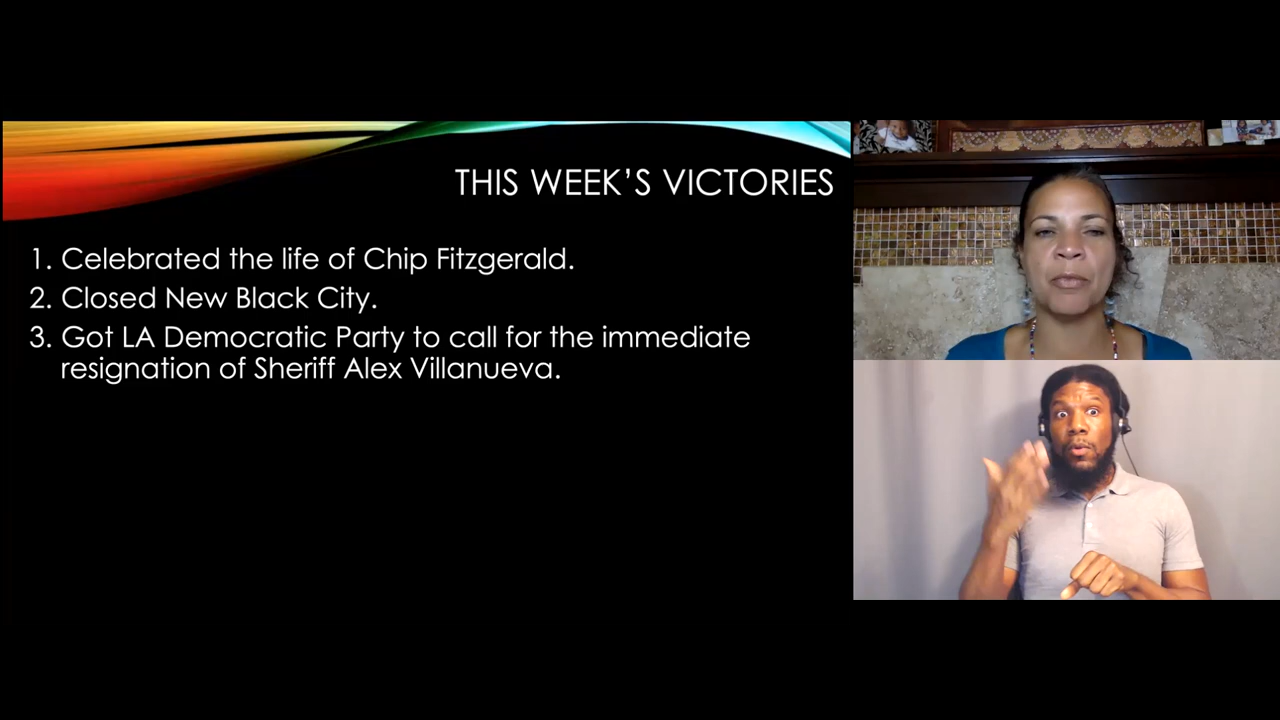 THIS WEEK'S VICTORIES
1. Celebrated the life of Chip Fitzgerald.
2. Closed New Black City.
3. Got LA Democratic Party to call for the immediate
resignation of Sheriff Alex Villanueva.